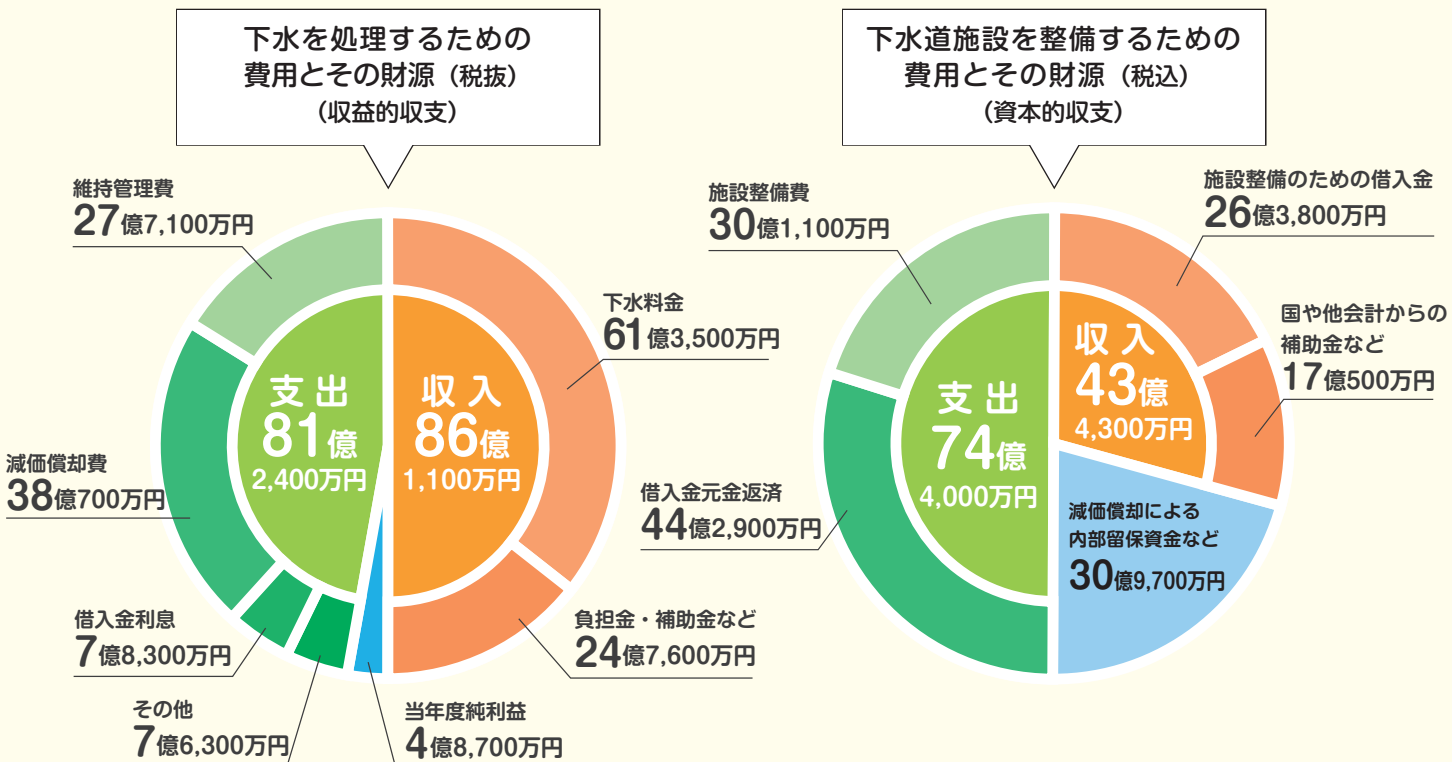 下水を処理するための
費用とその財源（税抜）
（収益的収支）
維持管理費
27億7,100万円
下水料金
61億3,500万円
支出
81億
2,400万円
収入
86億
1,100万円
減価償却費
38億700万円
借入金利息
7億8,300万円
負担金・補助金など
24億7,600万円
その他
7億6,300万円
当年度純利益
4億8,700万円
下水道施設を整備するための
費用とその財源（税込）
（資本的収支）
施設整備費
30億1,100万円
施設整備のための借入金
26億3,800万円
国や他会計からの
補助金など
17億500万円
収入
43億
4,300万円
支出
74億
4,000万円
借入金元金返済
44億2,900万円
減価償却による
内部留保資金など
30億9,700万円